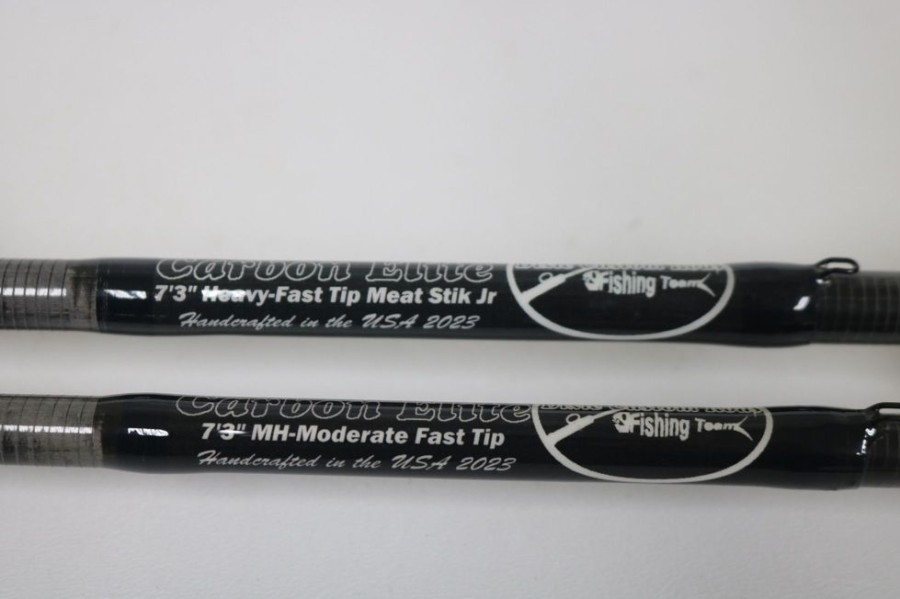 Carbon Elite
7'3" Heavy-Fast Tip Meat Stik Jr
Handcrafted in the USA 2023
Fishing Team
Carbon Elite
7'3" MH-Moderate Fast Tip
Handcrafted in the USA 2023
Fishing Team